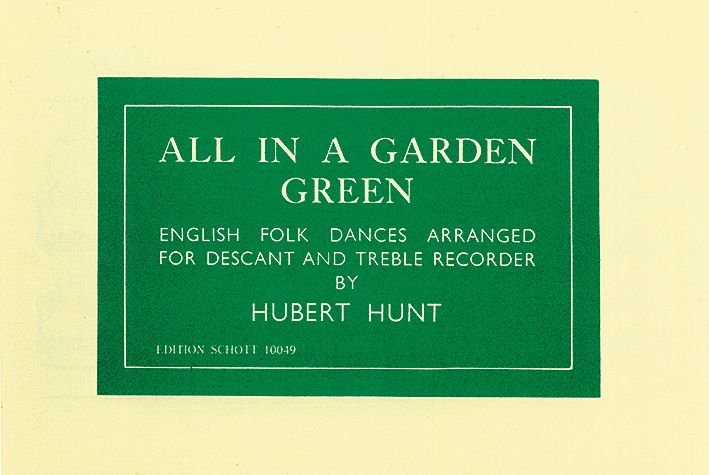 ALL IN A GARDEN
GREEN
ENGLISH FOLK DANCES ARRANGED
FOR DESCANT AND TREBLE RECORDER
BY
HUBERT HUNT
EDITION SCHOTT 10049